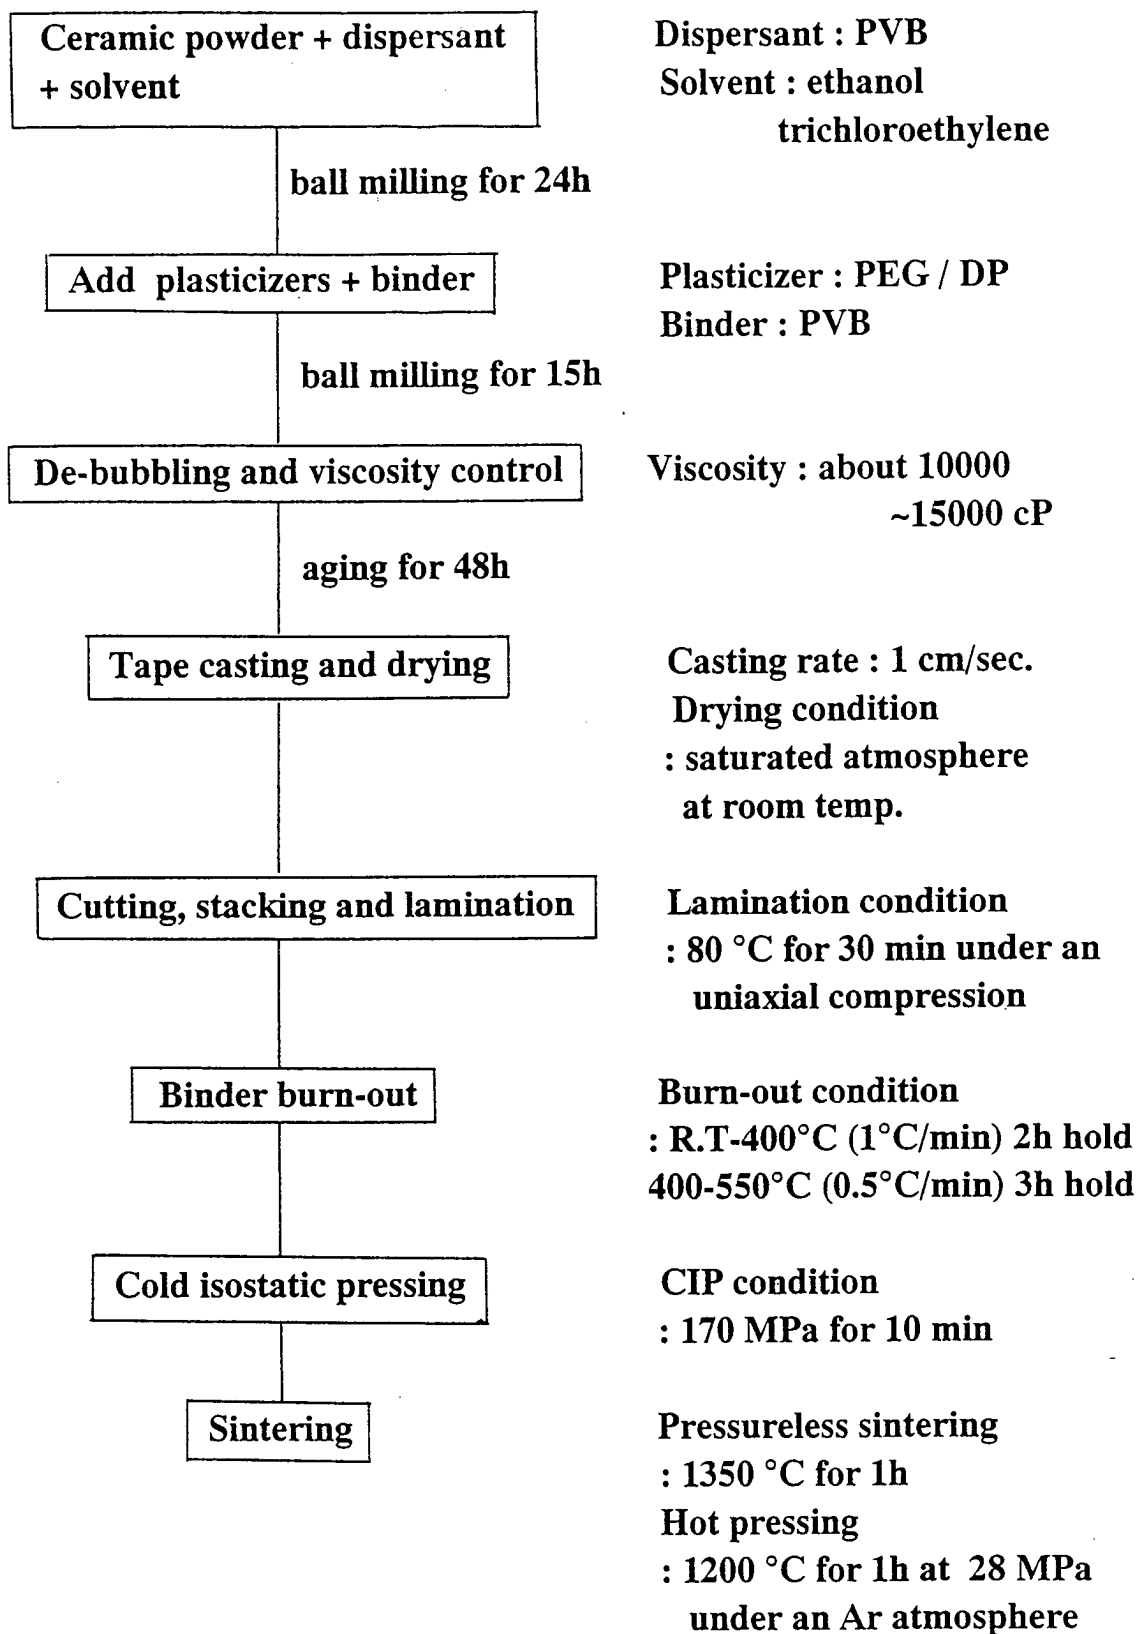 Ceramic powder + dispersant
+ solvent
Dispersant : PVB
Solvent : ethanol
trichloroethylene
ball milling for 24h
Add plasticizers + binder
Plasticizer : PEG / DP
Binder : PVB
ball milling for 15h
De-bubbling and viscosity control
Viscosity : about 10000
~15000 cP
aging for 48h
Tape casting and drying
Casting rate : 1 cm/sec.
Drying condition
: saturated atmosphere
at room temp.
Cutting, stacking and lamination
Lamination condition
: 80 °C for 30 min under an
uniaxial compression
Binder burn-out
Burn-out condition
: R.T-400°C (1°C/min) 2h hold
400-550°C (0.5°C/min) 3h hold
Cold isostatic pressing
CIP condition
: 170 MPa for 10 min
Sintering
Pressureless sintering
: 1350 °C for 1h
Hot pressing
: 1200 °C for 1h at 28 MPa
under an Ar atmosphere